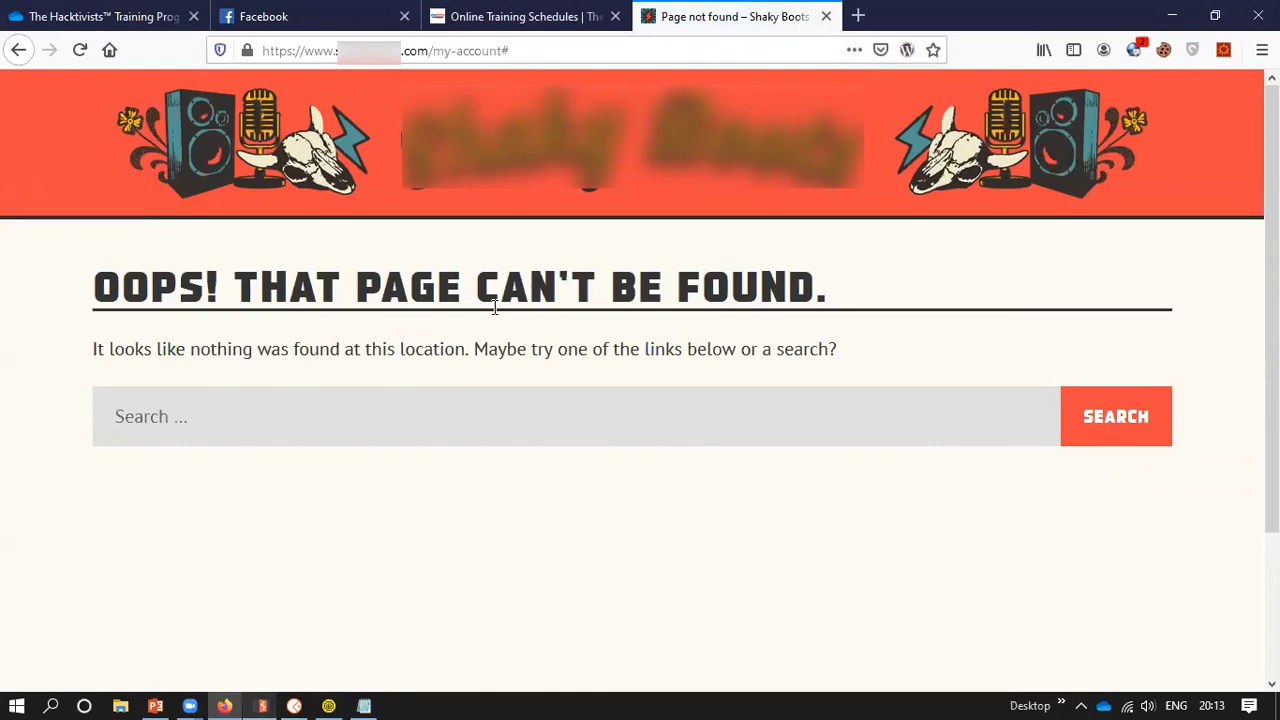 The Hacktivists™ Training Prog
Facebook
Online Training Schedules | The
Page not found – Shaky Boots
https://www.s .com/my-account#
2
OOPS! THAT PAGE CAN'T BE FOUND.
It looks like nothing was found at this location. Maybe try one of the links below or a search?
Search ...
SEARCH
Desktop
ENG
20:13